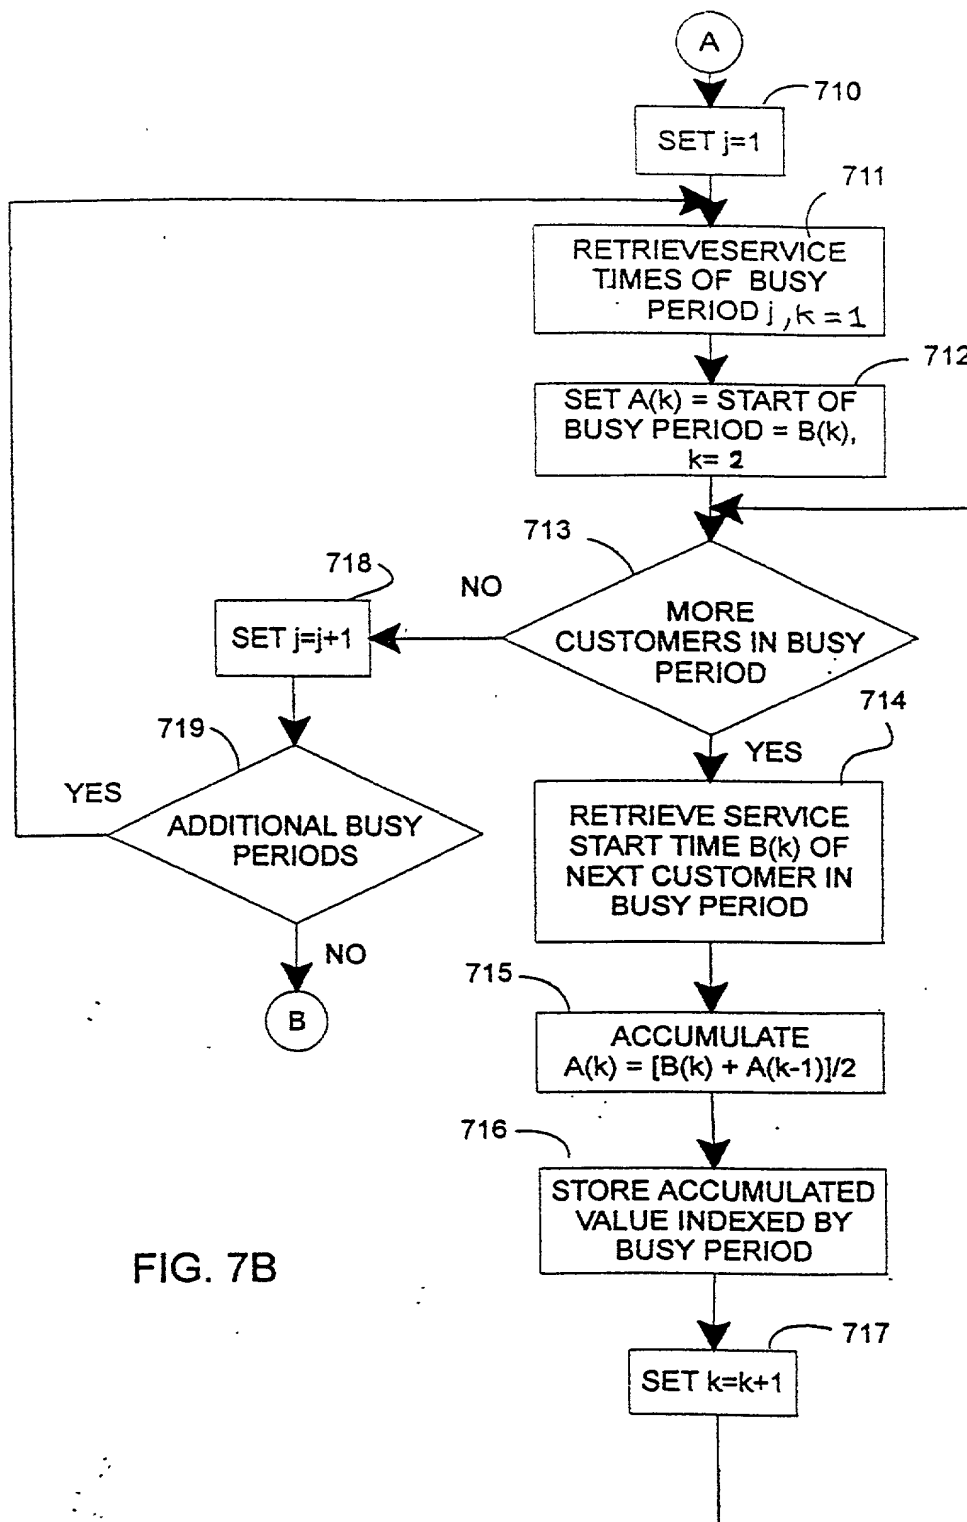 A
710
SET j=1
711
RETRIEVESERVICE
TIMES OF BUSY
PERIOD j, k = 1
712
SET A(k) = START OF
BUSY PERIOD = B(k),
k= 2
713
MORE
CUSTOMERS IN BUSY
PERIOD
NO
718
SET j=j+1
719
ADDITIONAL BUSY
PERIODS
YES
NO
B
YES
714
RETRIEVE SERVICE
START TIME B(k) OF
NEXT CUSTOMER IN
BUSY PERIOD
715
ACCUMULATE
A(k) = [B(k) + A(k-1)]/2
716
STORE ACCUMULATED
VALUE INDEXED BY
BUSY PERIOD
717
SET k=k+1
FIG. 7B